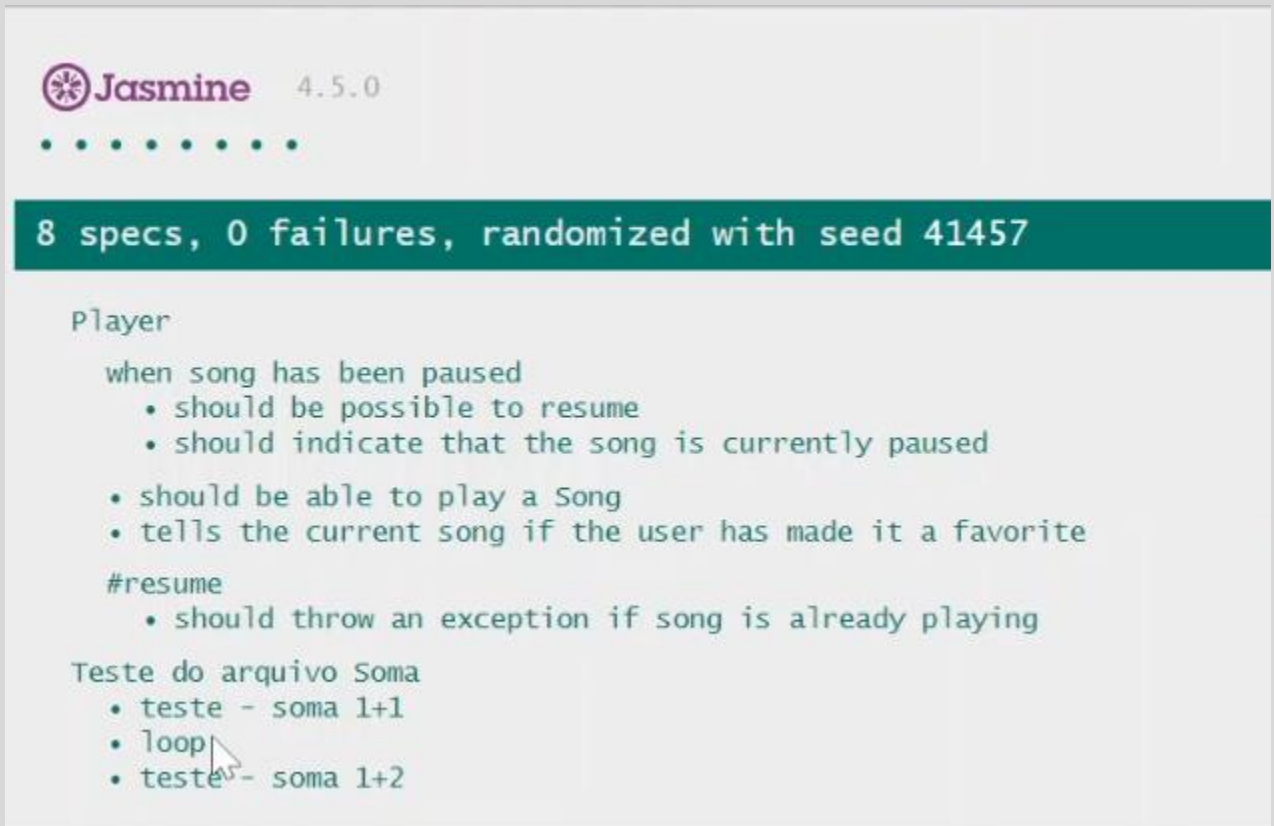 Jasmine 4.5.0
8 specs, 0 failures, randomized with seed 41457
Player
when song has been paused
• should be possible to resume
• should indicate that the song is currently paused
• should be able to play a Song
• tells the current song if the user has made it a favorite
#resume
• should throw an exception if song is already playing
Teste do arquivo Soma
• teste - soma 1+1
• loop
• teste - soma 1+2